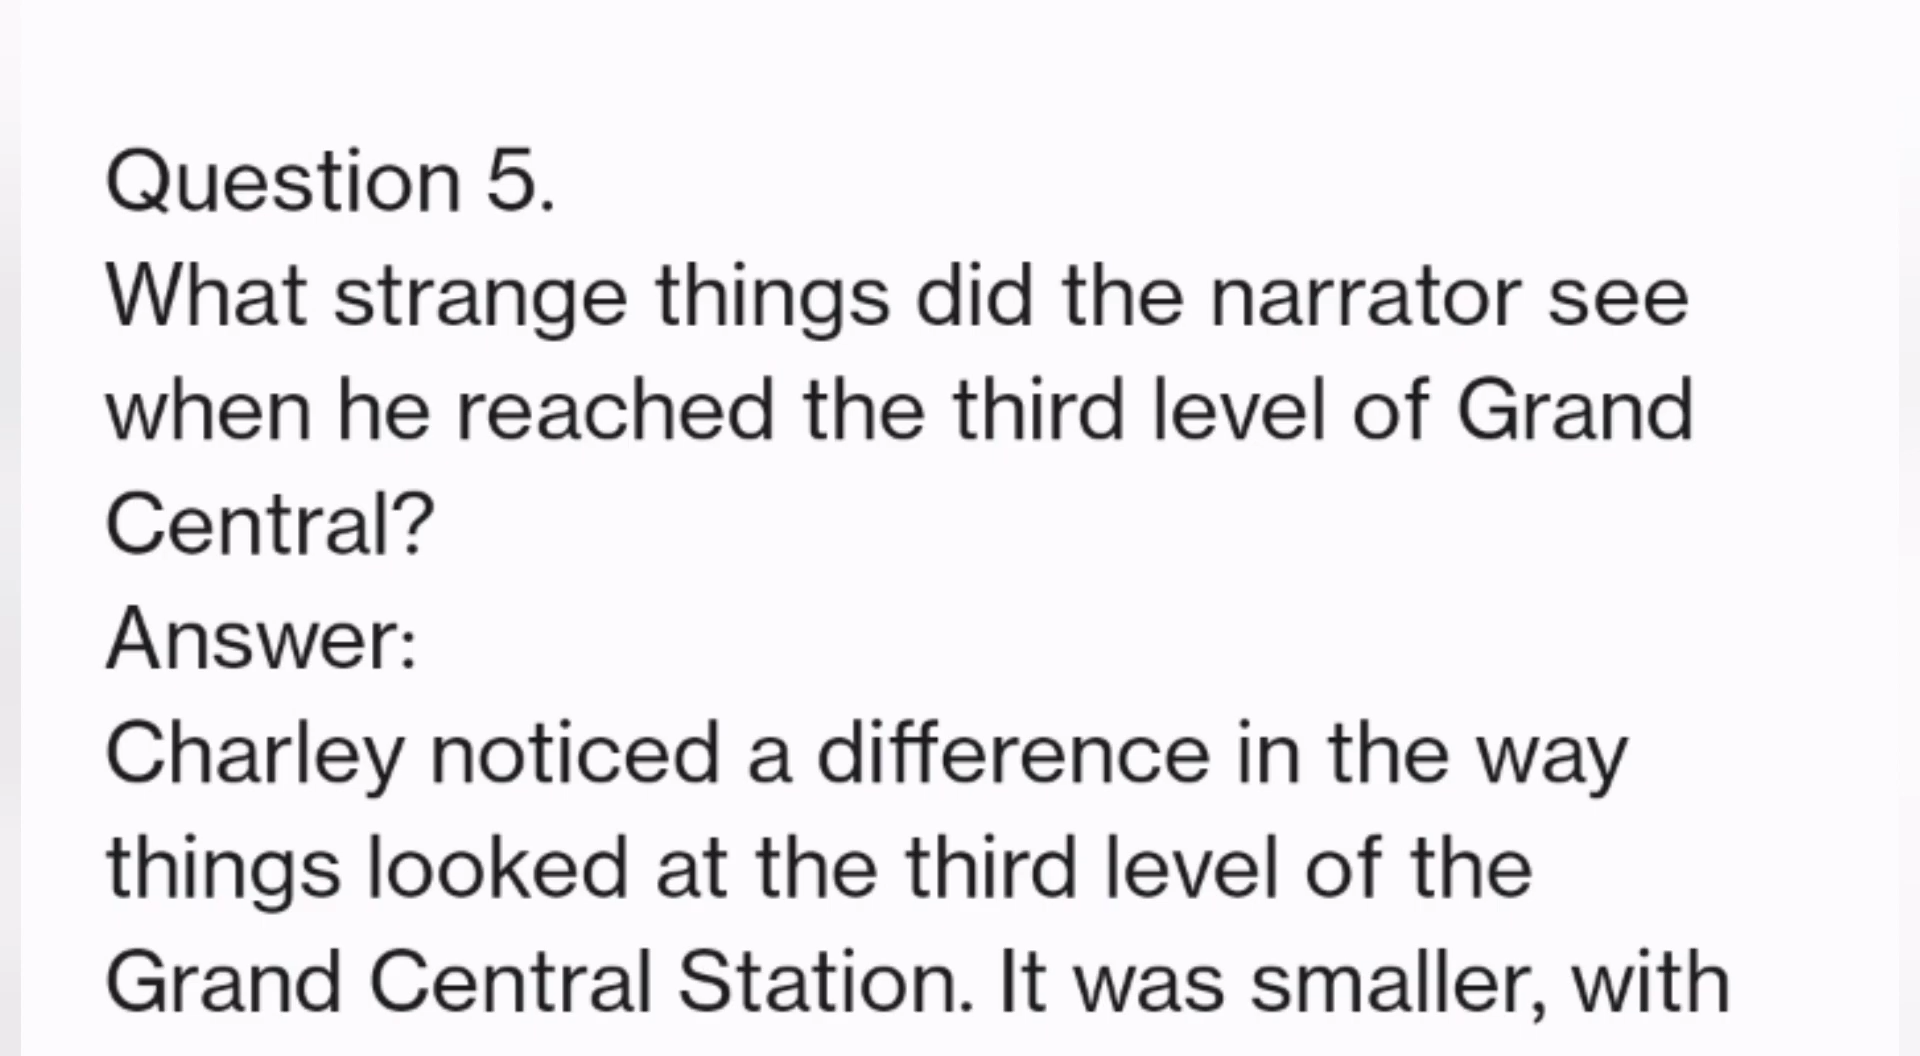 Question 5.
What strange things did the narrator see
when he reached the third level of Grand
Central?
Answer:
Charley noticed a difference in the way
things looked at the third level of the
Grand Central Station. It was smaller, with